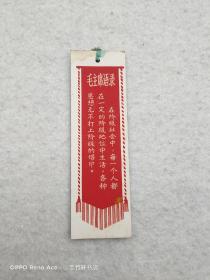 毛主席语录
在阶级社会中，每一个人都
在一定的阶级地位中生活，各种
思想无不打上阶级的烙印。
OPPO Reno